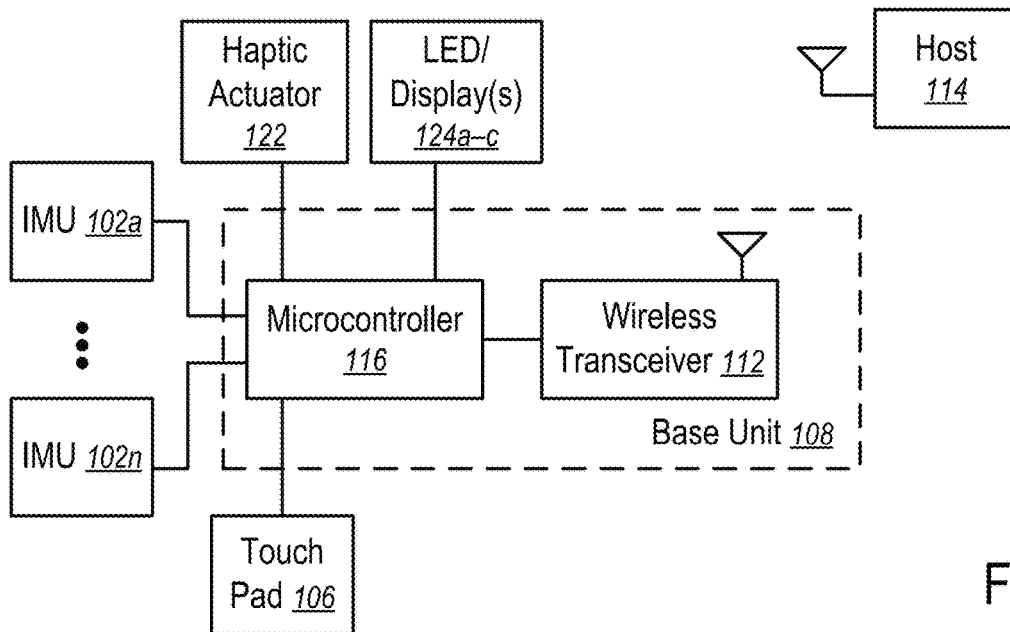 Haptic
Actuator
122
LED/
Display(s)
124a–c
Host
114
IMU 102a
Microcontroller
116
Wireless
Transceiver 112
IMU 102n
Base Unit 108
Touch
Pad 106
F